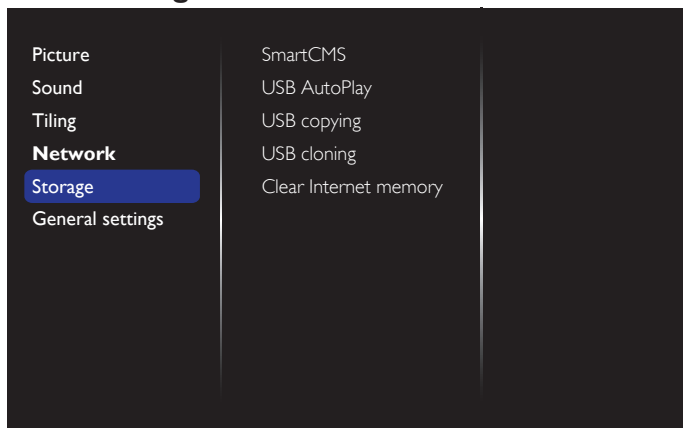 Picture
Sound
Tiling
Network
Storage
General settings
SmartCMS
USB AutoPlay
USB copying
USB cloning
Clear Internet memory